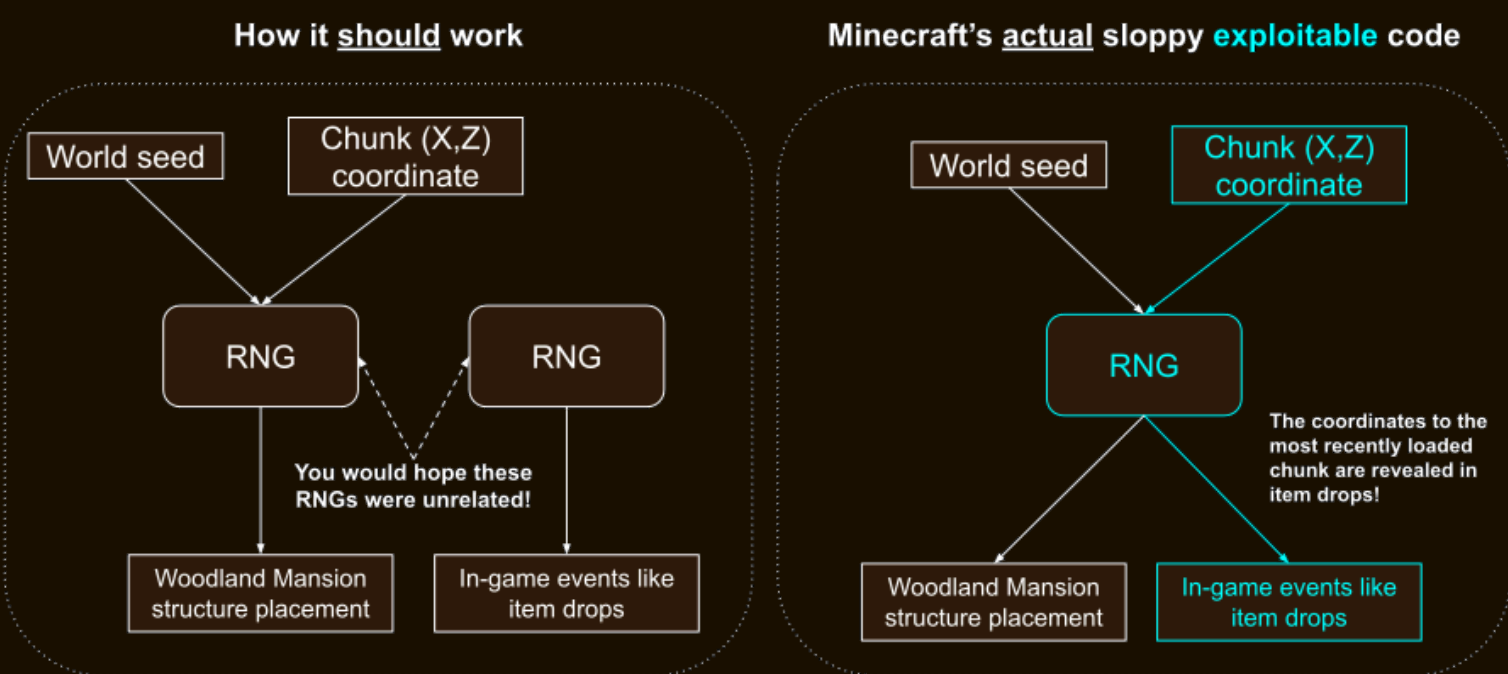 How it should work
World seed
Chunk (X,Z)
coordinate
RNG
RNG
You would hope these
RNGs were unrelated!
Woodland Mansion
structure placement
In-game events like
item drops
Minecraft's actual sloppy exploitable code
World seed
Chunk (X,Z)
coordinate
RNG
The coordinates to the
most recently loaded
chunk are revealed in
item drops!
Woodland Mansion
structure placement
In-game events like
item drops